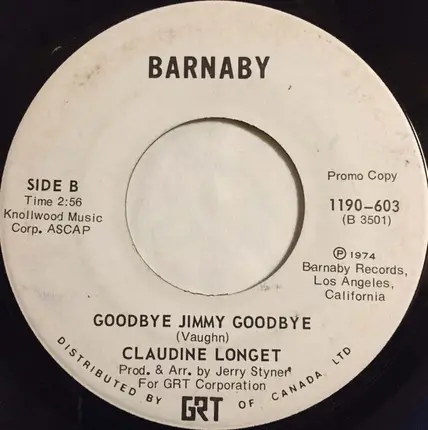 BARNABY
SIDE B
Time 2:56
Knollwood Music
Corp. ASCAP
Promo Copy
1190-603
(B 3501)
Ⓟ 1974
Barnaby Records,
Los Angeles,
California
GOODBYE JIMMY GOODBYE
(Vaughn)
CLAUDINE LONGET
Prod. & Arr. by Jerry Styner
For GRT Corporation
DISTRIBUTED BY GRT OF CANADA LTD